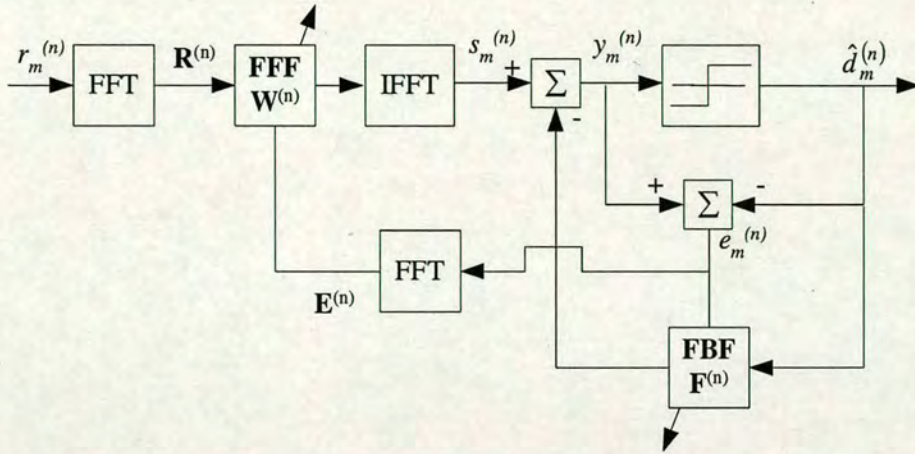 r_m^(n)
FFT
R^(n)
FFF
W^(n)
IFFT
s_m^(n)
+
Σ
-
y_m^(n)
d̂_m^(n)
+
Σ
-
e_m^(n)
FFT
E^(n)
FBF
F^(n)